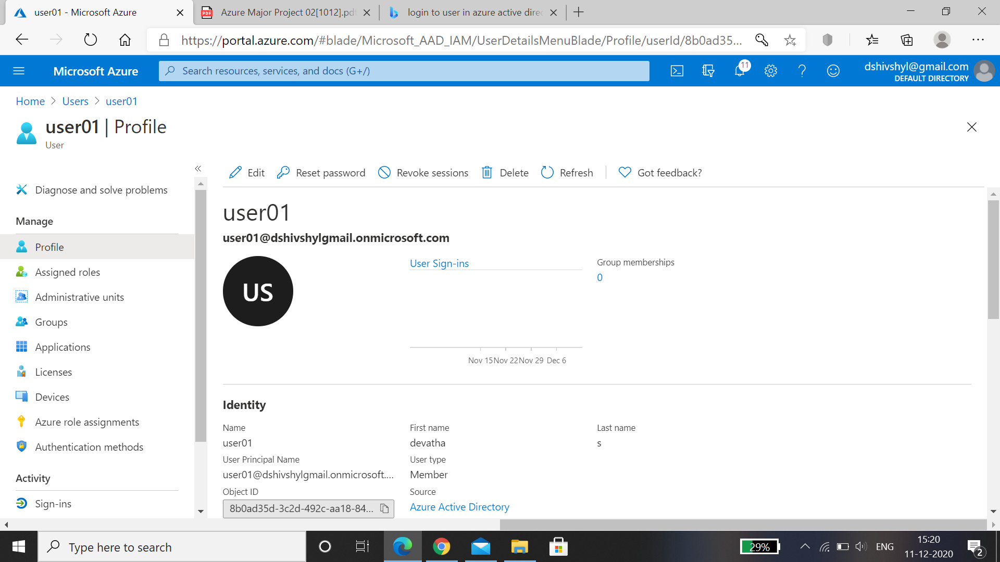 user01 - Microsoft Azure
Azure Major Project 02[1012].pdf
login to user in azure active direc
https://portal.azure.com/#blade/Microsoft_AAD_IAM/UserDetailsMenuBlade/Profile/userId/8b0ad35...
Microsoft Azure
Search resources, services, and docs (G+/)
11
dshivshyl@gmail.com
DEFAULT DIRECTORY
Home > Users > user01
user01 | Profile
User
«
Edit
Reset password
Revoke sessions
Delete
Refresh
Got feedback?
Diagnose and solve problems
Manage
Profile
Assigned roles
Administrative units
Groups
Applications
Licenses
Devices
Azure role assignments
Authentication methods
Activity
Sign-ins
user01
user01@dshivshylgmail.onmicrosoft.com
US
User Sign-ins
Nov 15 Nov 22 Nov 29 Dec 6
Group memberships
0
Identity
Name
user01
First name
devatha
Last name
s
User Principal Name
user01@dshivshylgmail.onmicrosoft....
User type
Member
Object ID
8b0ad35d-3c2d-492c-aa18-84...
Source
Azure Active Directory
Type here to search
29%
ENG
15:20
11-12-2020
2